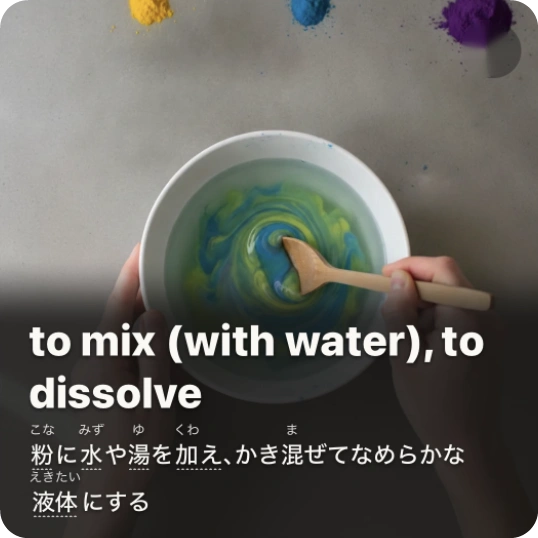 to mix (with water), to
dissolve
こな みず ゆ くわ ま
粉に水や湯を加え、かき混ぜてなめらかな
えきたい
液体にする